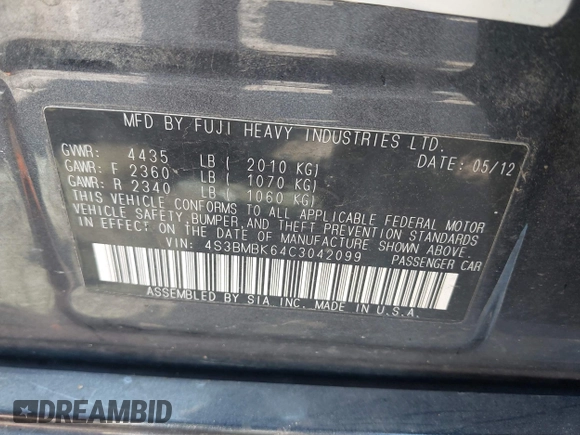 MFD BY FUJI HEAVY INDUSTRIES LTD.
GVWR: 4435 LB ( 2010 KG) DATE: 05/12
GAWR: F 2360 LB ( 1070 KG)
GAWR: R 2340 LB ( 1060 KG)
THIS VEHICLE CONFORMS TO ALL APPLICABLE FEDERAL MOTOR
VEHICLE SAFETY,BUMPER,AND THEFT PREVENTION STANDARDS
IN EFFECT ON THE DATE OF MANUFACTURE SHOWN ABOVE.
VIN: 4S3BMBK64C3042099 PASSENGER CAR
ASSEMBLED BY SIA INC. MADE IN U.S.A.
DREAMBID